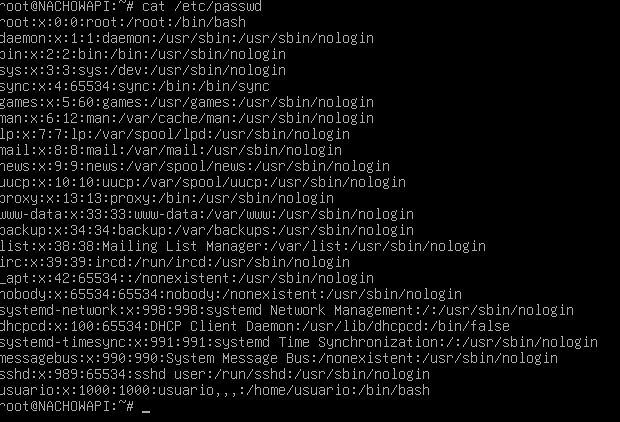 root@NACHOWAPI:~# cat /etc/passwd
root:x:0:0:root:/root:/bin/bash
daemon:x:1:1:daemon:/usr/sbin:/usr/sbin/nologin
bin:x:2:2:bin:/bin:/usr/sbin/nologin
sys:x:3:3:sys:/dev:/usr/sbin/nologin
sync:x:4:65534:sync:/bin:/bin/sync
games:x:5:60:games:/usr/games:/usr/sbin/nologin
man:x:6:12:man:/var/cache/man:/usr/sbin/nologin
lp:x:7:7:lp:/var/spool/lpd:/usr/sbin/nologin
mail:x:8:8:mail:/var/mail:/usr/sbin/nologin
news:x:9:9:news:/var/spool/news:/usr/sbin/nologin
uucp:x:10:10:uucp:/var/spool/uucp:/usr/sbin/nologin
proxy:x:13:13:proxy:/bin:/usr/sbin/nologin
www-data:x:33:33:www-data:/var/www:/usr/sbin/nologin
backup:x:34:34:backup:/var/backups:/usr/sbin/nologin
list:x:38:38:Mailing List Manager:/var/list:/usr/sbin/nologin
irc:x:39:39:ircd:/run/ircd:/usr/sbin/nologin
_apt:x:42:65534::/nonexistent:/usr/sbin/nologin
nobody:x:65534:65534:nobody:/nonexistent:/usr/sbin/nologin
systemd-network:x:998:998:systemd Network Management:/:/usr/sbin/nologin
dhcpcd:x:100:65534:DHCP Client Daemon:/usr/lib/dhcpcd:/bin/false
systemd-timesync:x:991:991:systemd Time Synchronization:/:/usr/sbin/nologin
messagebus:x:990:990:System Message Bus:/nonexistent:/usr/sbin/nologin
sshd:x:989:65534:sshd user:/run/sshd:/usr/sbin/nologin
usuario:x:1000:1000:usuario,,,:/home/usuario:/bin/bash
root@NACHOWAPI:~# _